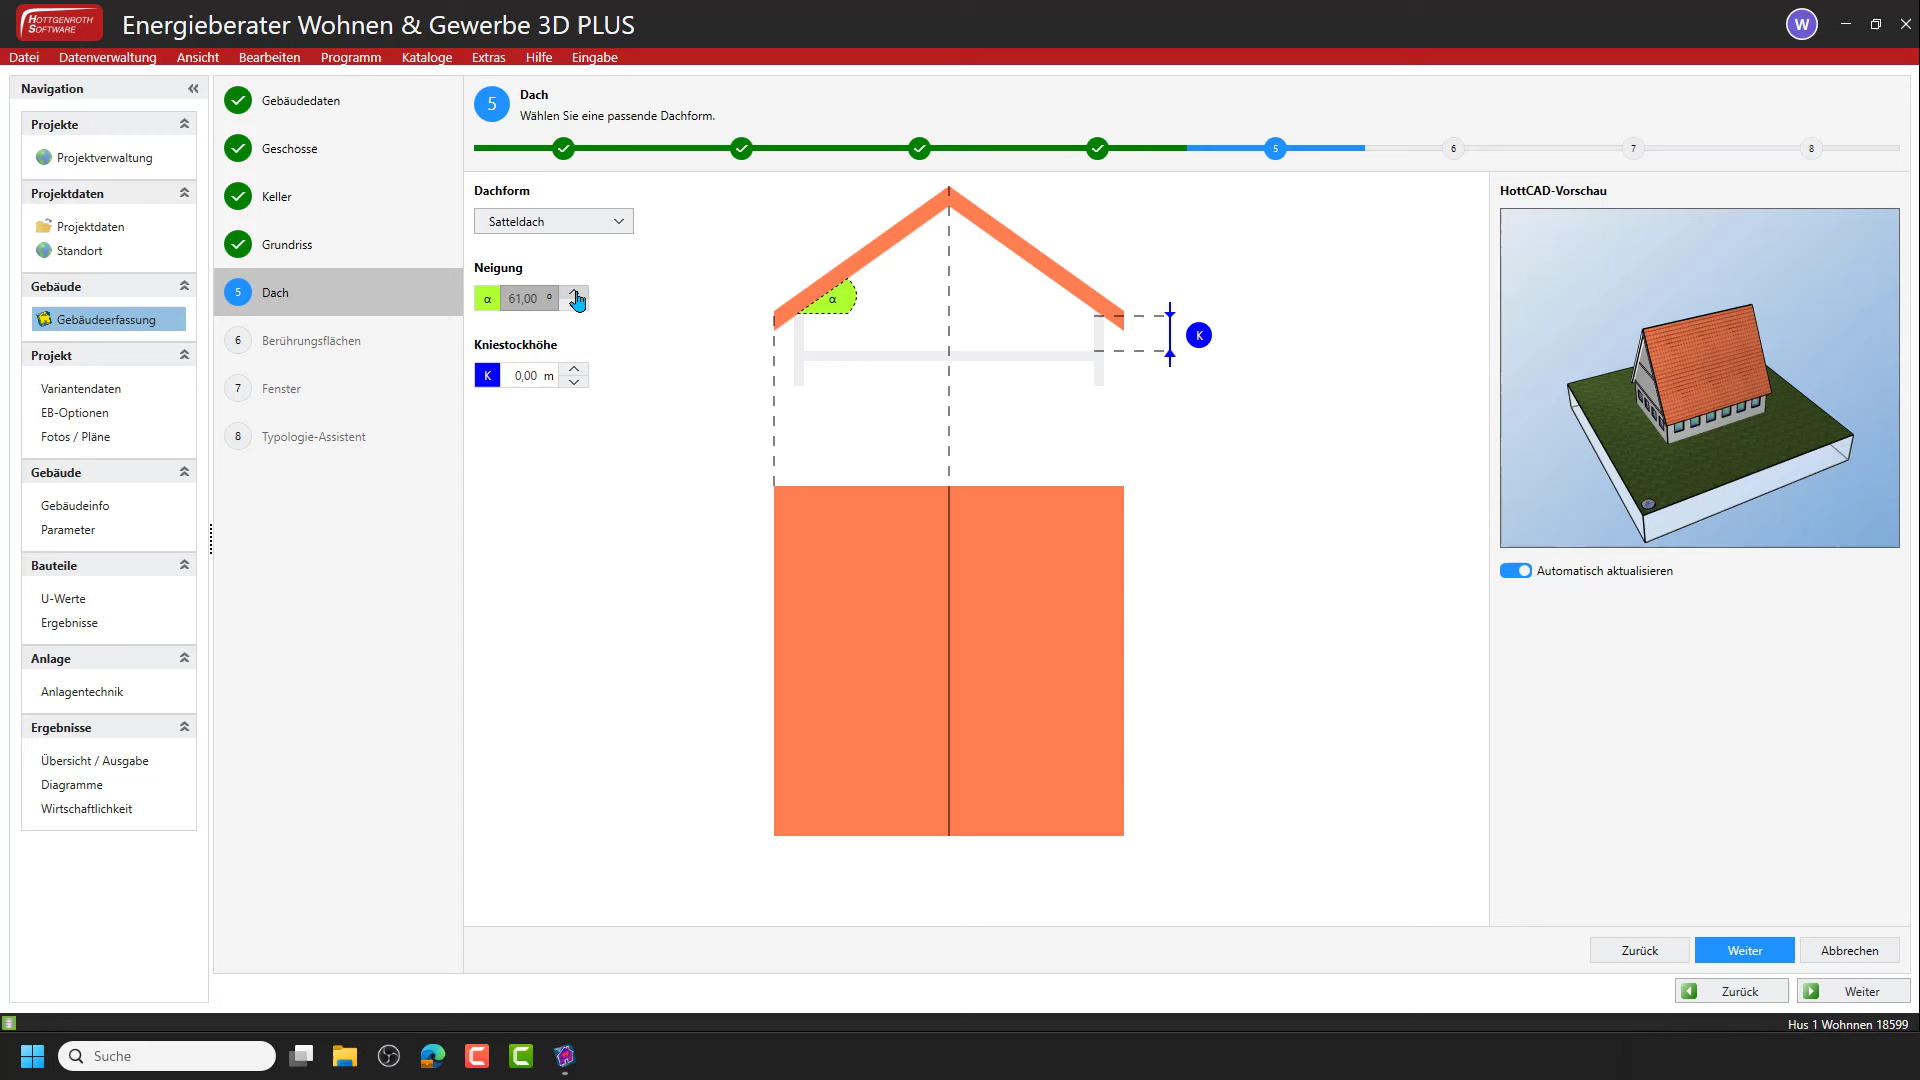 HOTTGENROTH
SOFTWARE
Energieberater Wohnen & Gewerbe 3D PLUS
W
Datei Datenverwaltung Ansicht Bearbeiten Programm Kataloge Extras Hilfe Eingabe
Navigation
Projekte
Projektverwaltung
Projektdaten
Projektdaten
Standort
Gebäude
Gebäudeerfassung
Projekt
Variantendaten
EB-Optionen
Fotos / Pläne
Gebäude
Gebäudeinfo
Parameter
Bauteile
U-Werte
Ergebnisse
Anlage
Anlagentechnik
Ergebnisse
Übersicht / Ausgabe
Diagramme
Wirtschaftlichkeit
Gebäudedaten
Geschosse
Keller
Grundriss
5 Dach
6 Berührungsflächen
7 Fenster
8 Typologie-Assistent
5 Dach
Wählen Sie eine passende Dachform.
5 6 7 8
Dachform
Satteldach
Neigung
α 61,00 °
Kniestockhöhe
K 0,00 m
α
K
HottCAD-Vorschau
Automatisch aktualisieren
Zurück Weiter Abbrechen
Zurück Weiter
Hus 1 Wohnnen 18599
Suche